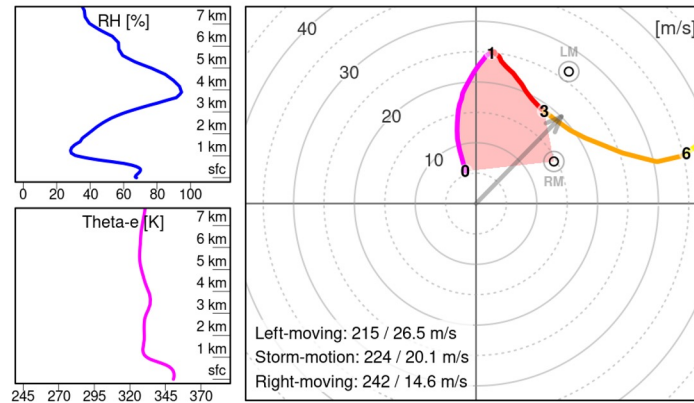 RH [%]
7 km
6 km
5 km
4 km
3 km
2 km
1 km
sfc
0 20 40 60 80 100
Theta-e [K]
7 km
6 km
5 km
4 km
3 km
2 km
1 km
sfc
245 270 295 320 345 370
[m/s]
40
30
20
10
LM
RM
0
1
3
6
Left-moving: 215 / 26.5 m/s
Storm-motion: 224 / 20.1 m/s
Right-moving: 242 / 14.6 m/s